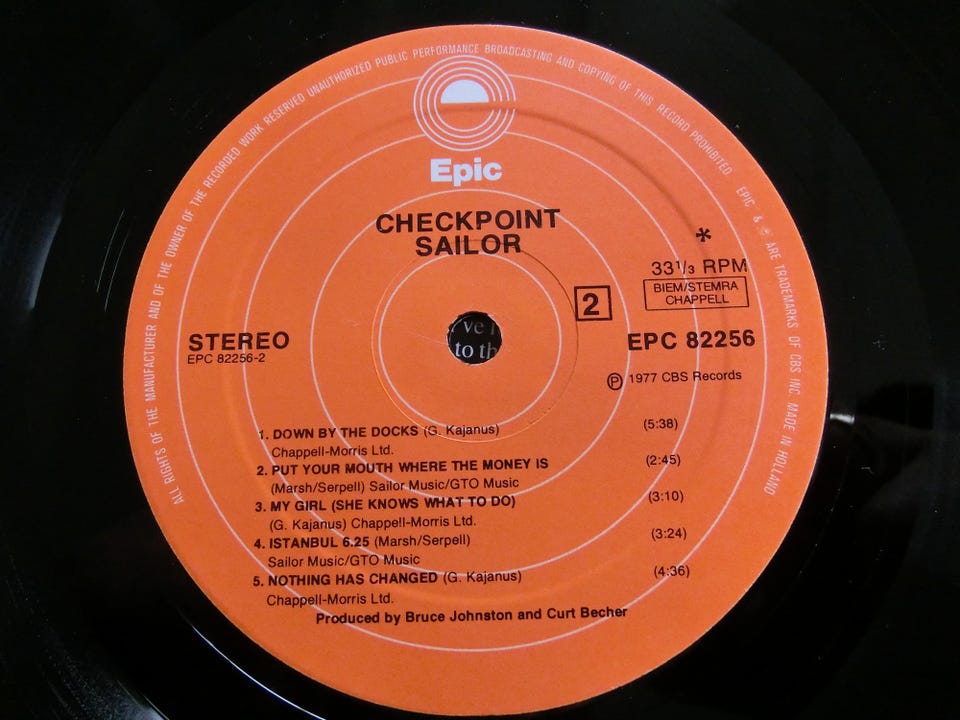 ALL RIGHTS OF THE MANUFACTURER AND OF THE OWNER OF THE RECORDED WORK RESERVED UNAUTHORIZED PUBLIC PERFORMANCE BROADCASTING AND COPYING OF THIS RECORD PROHIBITED EPIC & ARE TRADEMARKS OF CBS INC. MADE IN HOLLAND
Epic
CHECKPOINT
SAILOR
*
33⅓ RPM
BIEM/STEMRA
CHAPPELL
2
STEREO
EPC 82256
EPC 82256-2
℗ 1977 CBS Records
've
to th
1. DOWN BY THE DOCKS (G. Kajanus) (5:38)
Chappell-Morris Ltd.
2. PUT YOUR MOUTH WHERE THE MONEY IS (2:45)
(Marsh/Serpell) Sailor Music/GTO Music
3. MY GIRL (SHE KNOWS WHAT TO DO) (3:10)
(G. Kajanus) Chappell-Morris Ltd.
4. ISTANBUL 6.25 (Marsh/Serpell) (3:24)
Sailor Music/GTO Music
5. NOTHING HAS CHANGED (G. Kajanus) (4:36)
Chappell-Morris Ltd.
Produced by Bruce Johnston and Curt Becher